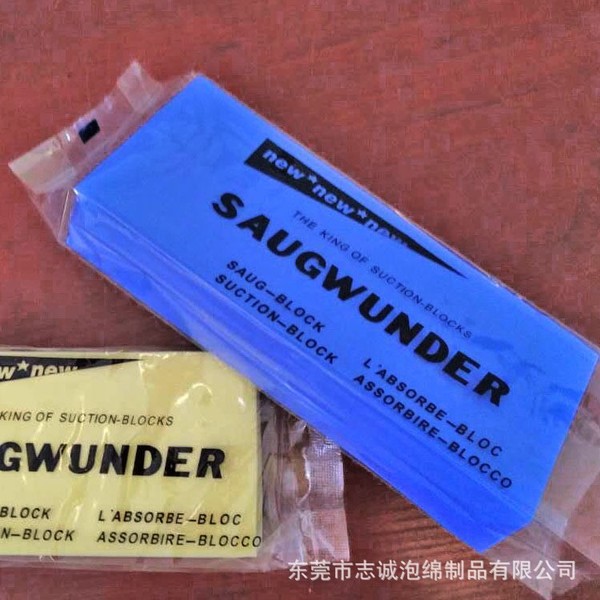 new*new*new
THE KING OF SUCTION-BLOCKS
SAUGWUNDER
SAUG-BLOCK
SUCTION-BLOCK
L'ABSORBE-BLOC
ASSORBIRE-BLOCCO
w*new
KING OF SUCTION-BLOCKS
GWUNDER
BLOCK
ON-BLOCK
L'ABSORBE-BLOC
ASSORBIRE-BLOCCO
东莞市志诚泡绵制品有限公司